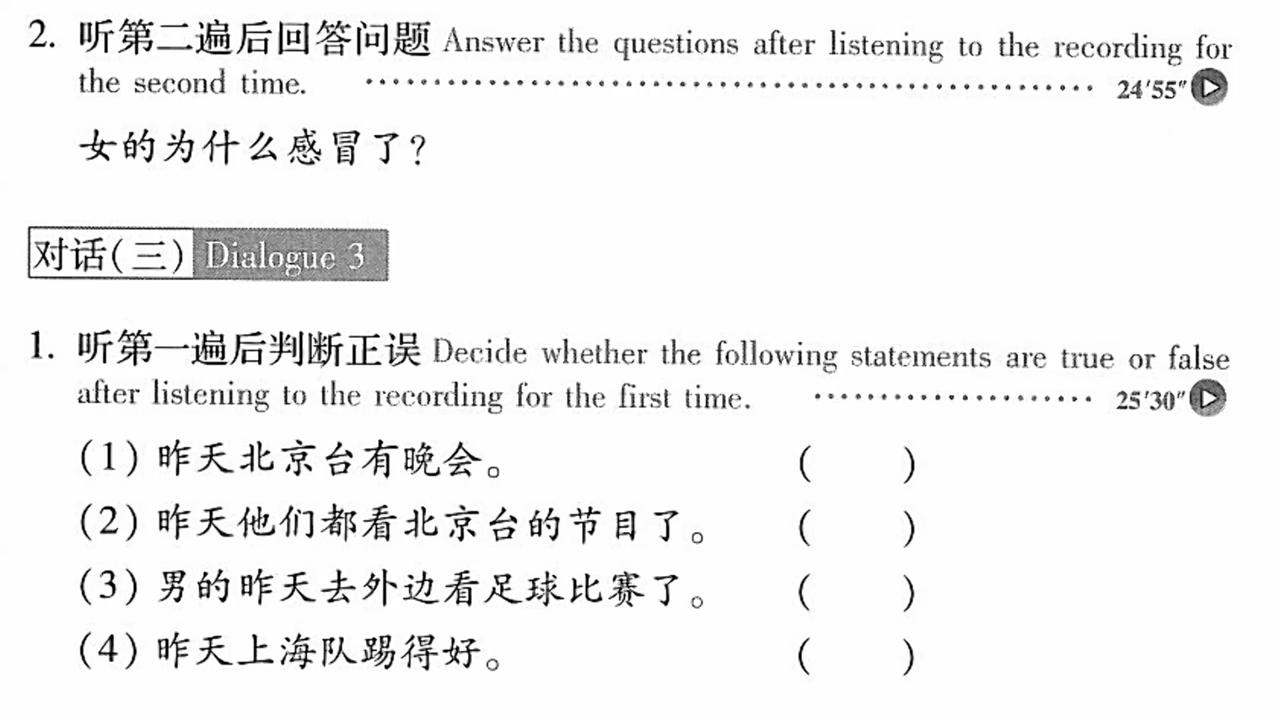 2. 听第二遍后回答问题 Answer the questions after listening to the recording for
the second time. ·················································· 24′55″
女的为什么感冒了?
对话(三) Dialogue 3
1. 听第一遍后判断正误 Decide whether the following statements are true or false
after listening to the recording for the first time. ····················· 25′30″
(1) 昨天北京台有晚会。 ( )
(2) 昨天他们都看北京台的节目了。 ( )
(3) 男的昨天去外边看足球比赛了。 ( )
(4) 昨天上海队踢得好。 ( )